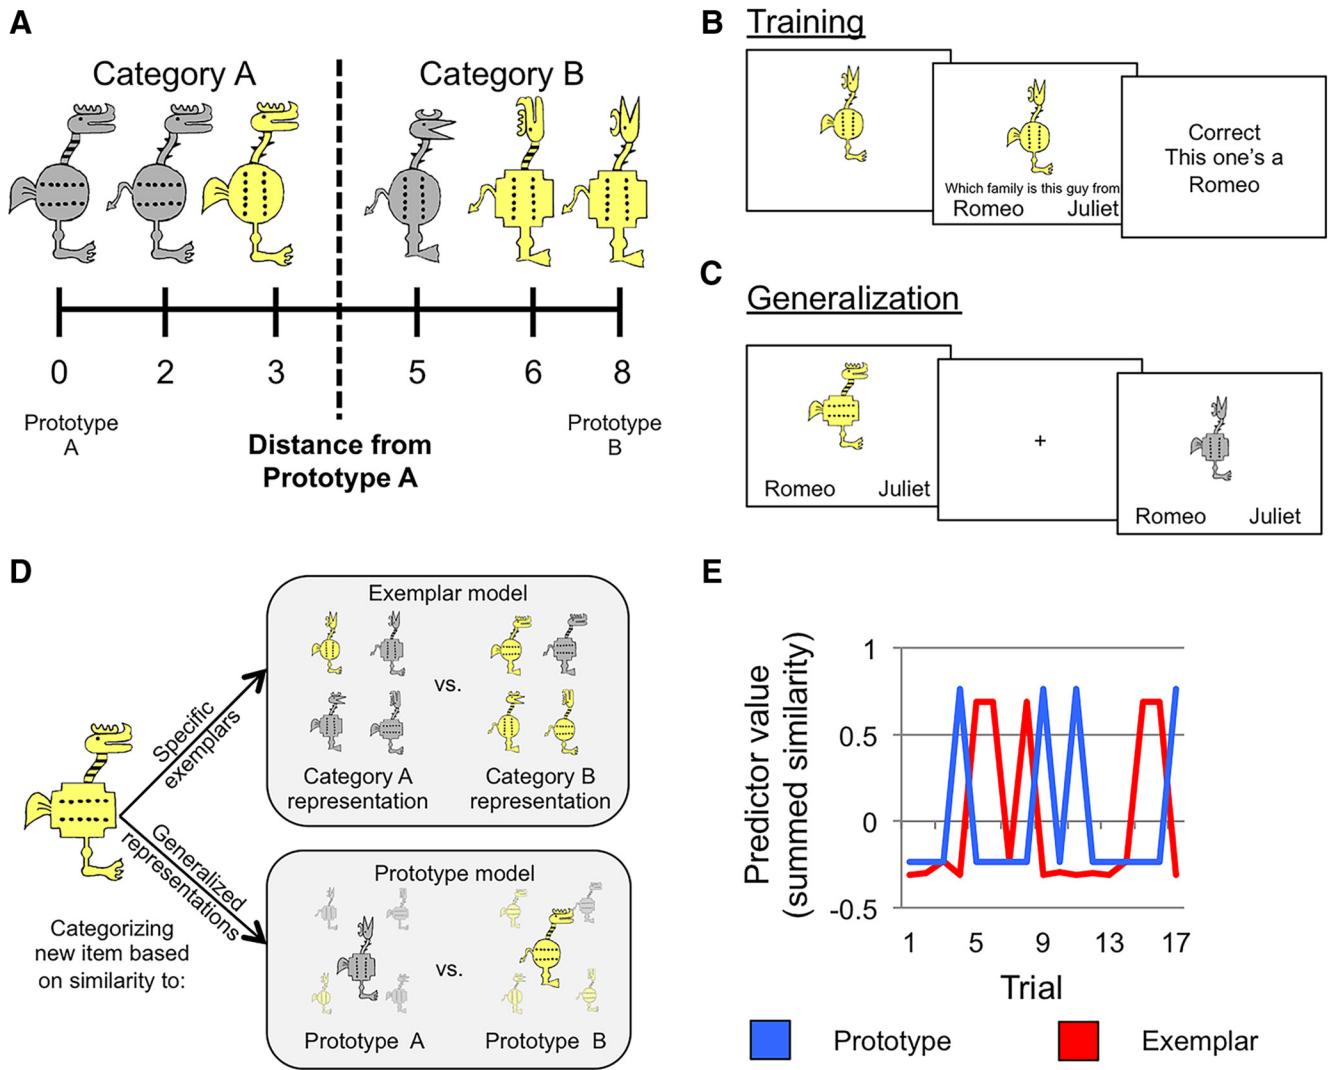 A
Category A
Category B
0
2
3
5
6
8
Prototype
A
Prototype
B
Distance from
Prototype A
B
Training
Which family is this guy from
Romeo Juliet
Correct
This one's a
Romeo
C
Generalization
Romeo Juliet
+
Romeo Juliet
D
Specific
exemplars
Generalized
representations
Categorizing
new item based
on similarity to:
Exemplar model
vs.
Category A
representation
Category B
representation
Prototype model
vs.
Prototype A
Prototype B
E
Predictor value
(summed similarity)
1
0.5
0
-0.5
1
5
9
13
17
Trial
Prototype
Exemplar